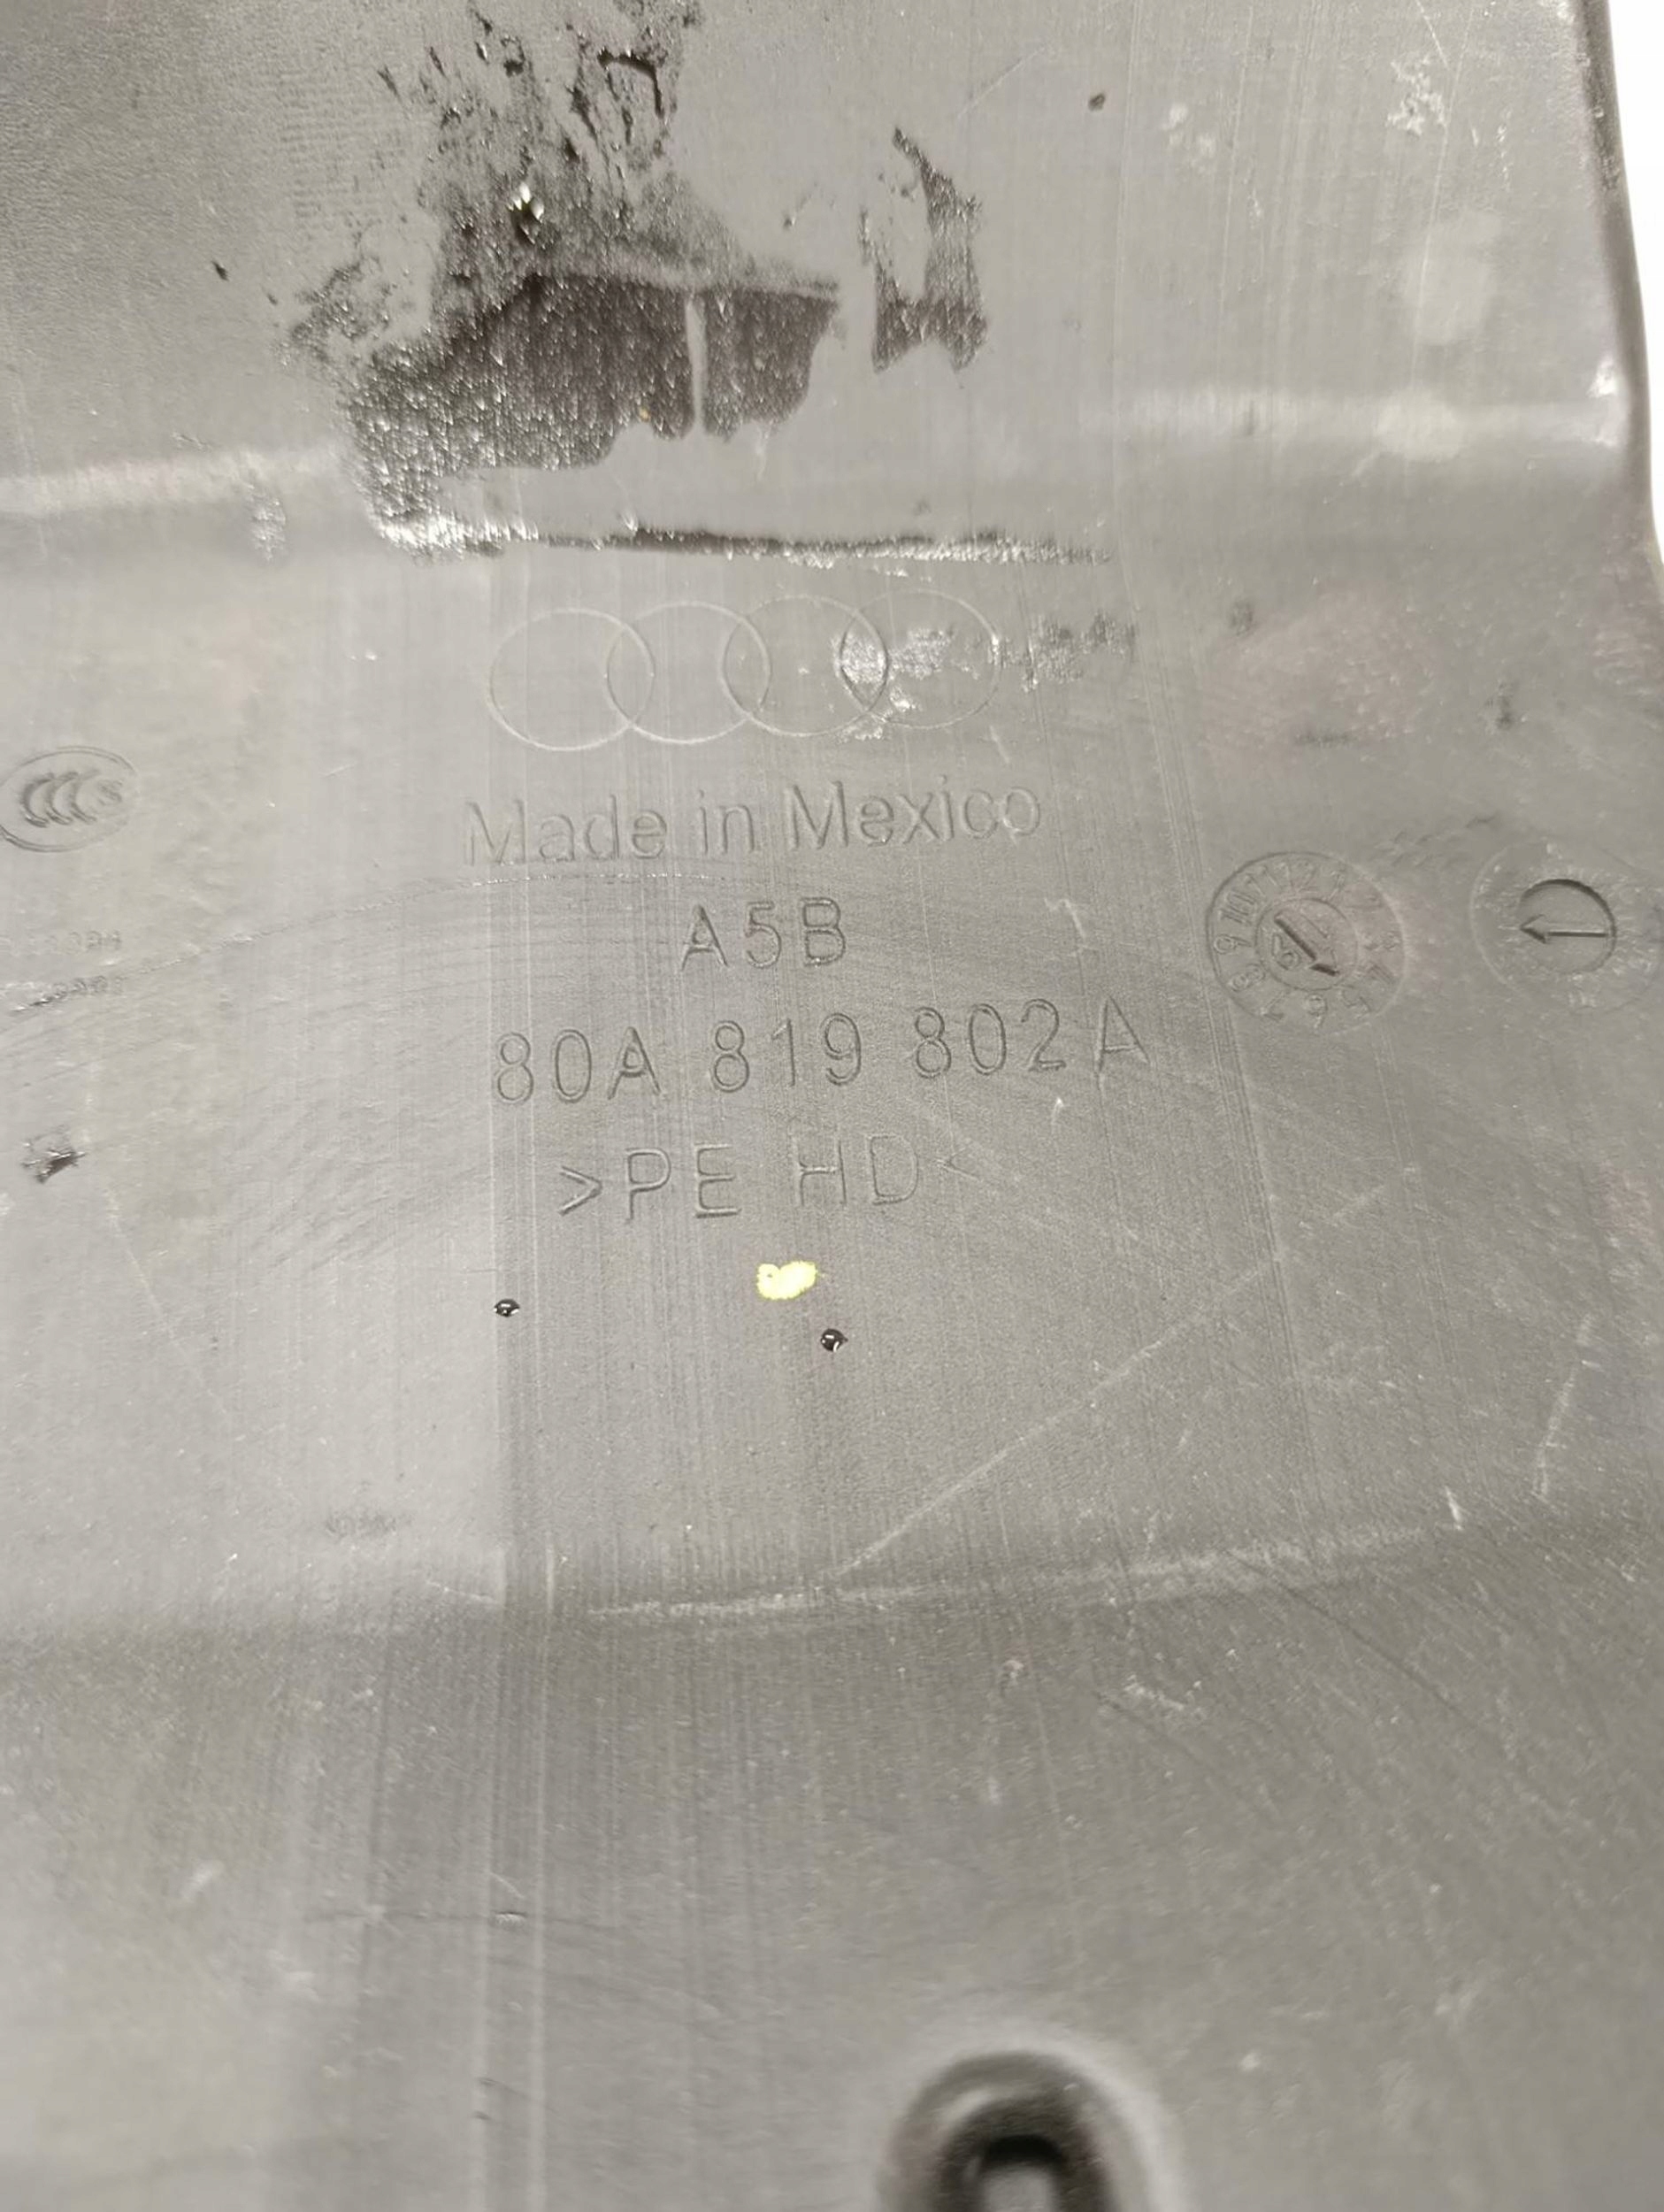 Made in Mexico
A5B
80A 819 802 A
>PE HD<